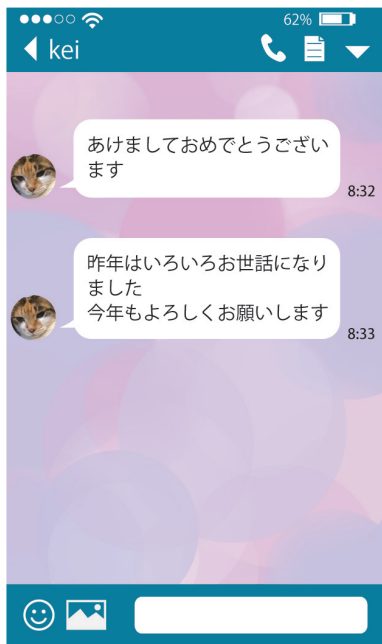 62%
kei
あけましておめでとうござい
ます
8:32
昨年はいろいろお世話になり
ました
今年もよろしくお願いします
8:33